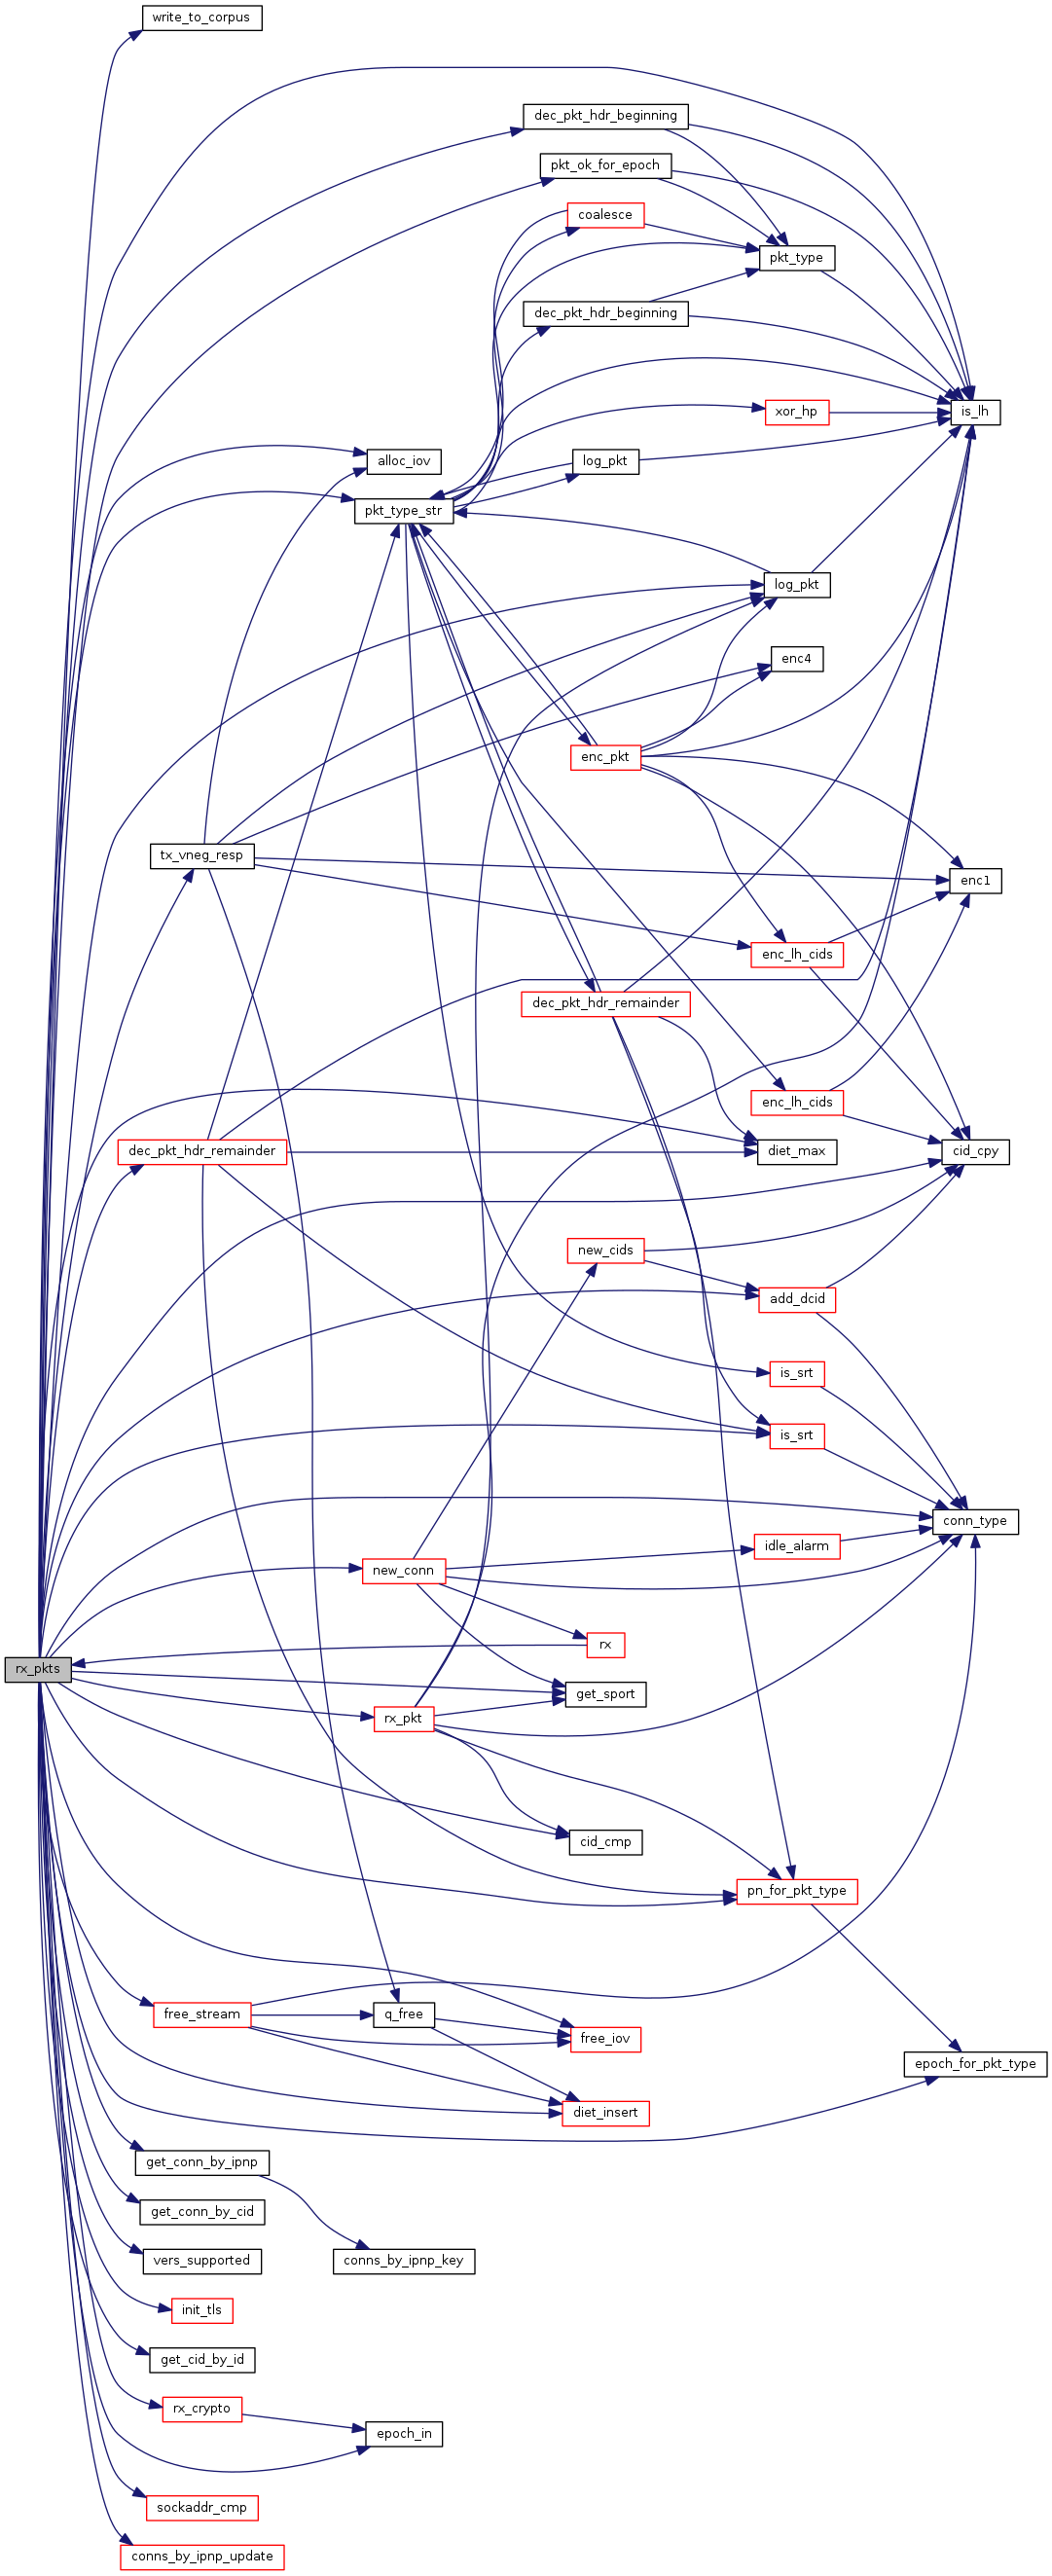 write_to_corpus
dec_pkt_hdr_beginning
pkt_ok_for_epoch
coalesce
pkt_type
dec_pkt_hdr_beginning
xor_hp
is_lh
alloc_iov
log_pkt
pkt_type_str
log_pkt
enc4
enc_pkt
tx_vneg_resp
enc1
enc_lh_cids
dec_pkt_hdr_remainder
enc_lh_cids
dec_pkt_hdr_remainder
diet_max
cid_cpy
new_cids
add_dcid
is_srt
is_srt
conn_type
idle_alarm
new_conn
rx
rx_pkts
get_sport
rx_pkt
cid_cmp
pn_for_pkt_type
free_stream
q_free
free_iov
epoch_for_pkt_type
diet_insert
get_conn_by_ipnp
get_conn_by_cid
vers_supported
conns_by_ipnp_key
init_tls
get_cid_by_id
rx_crypto
epoch_in
sockaddr_cmp
conns_by_ipnp_update